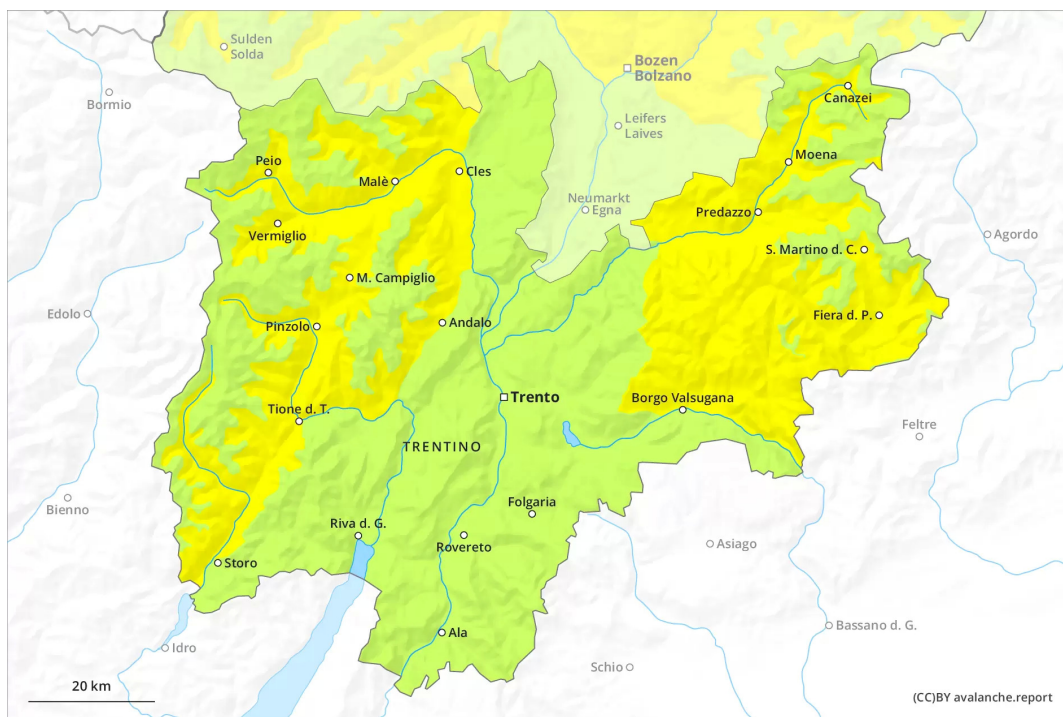 Sulden
Solda
Bozen
Bolzano
Bormio
Canazei
Leifers
Laives
Moena
Peio
Malè
Cles
Neumarkt
Egna
Predazzo
Vermiglio
S. Martino d. C.
Agordo
M. Campiglio
Edolo
Pinzolo
Andalo
Fiera d. P.
Trento
Borgo Valsugana
Tione d. T.
TRENTINO
Feltre
Bienno
Folgaria
Riva d. G.
Rovereto
Asiago
Storo
Ala
Bassano d. G.
Idro
Schio
20 km
(CC)BY avalanche.report